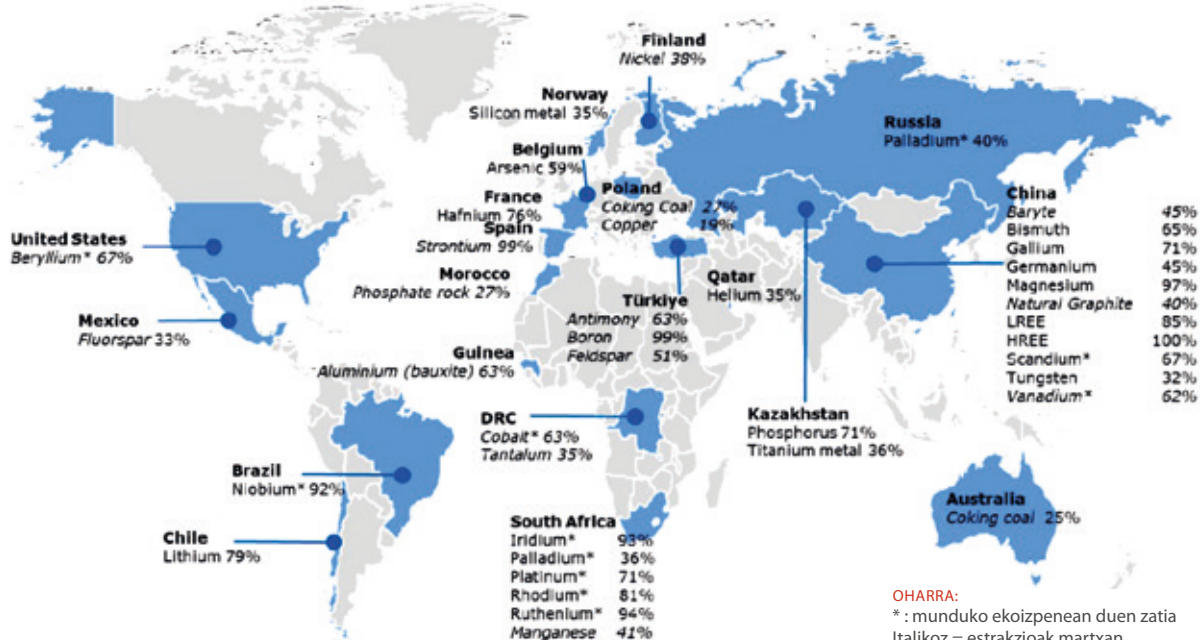 Finland
Nickel 38%
Norway
Silicon metal 35%
Belgium
Arsenic 59%
France
Hafnium 76%
Spain
Strontium 99%
Poland
Coking Coal 27%
Copper 19%
Russia
Palladium* 40%
United States
Beryllium* 67%
Mexico
Fluorspar 33%
Morocco
Phosphate rock 27%
Türkiye
Antimony 63%
Boron 99%
Feldspar 51%
Qatar
Helium 35%
China
Baryte 45%
Bismuth 65%
Gallium 71%
Germanium 45%
Magnesium 97%
Natural Graphite 40%
LREE 85%
HREE 100%
Scandium* 67%
Tungsten 32%
Vanadium* 62%
Guinea
Aluminium (bauxite) 63%
DRC
Cobalt* 63%
Tantalum 35%
Kazakhstan
Phosphorus 71%
Titanium metal 36%
Brazil
Niobium* 92%
Chile
Lithium 79%
South Africa
Iridium* 93%
Palladium* 36%
Platinum* 71%
Rhodium* 81%
Ruthenium* 94%
Manganese 41%
Australia
Coking coal 25%
OHARRA:
* : munduko ekoizpenean duen zatia
Italikoz = estrakzioak martxan